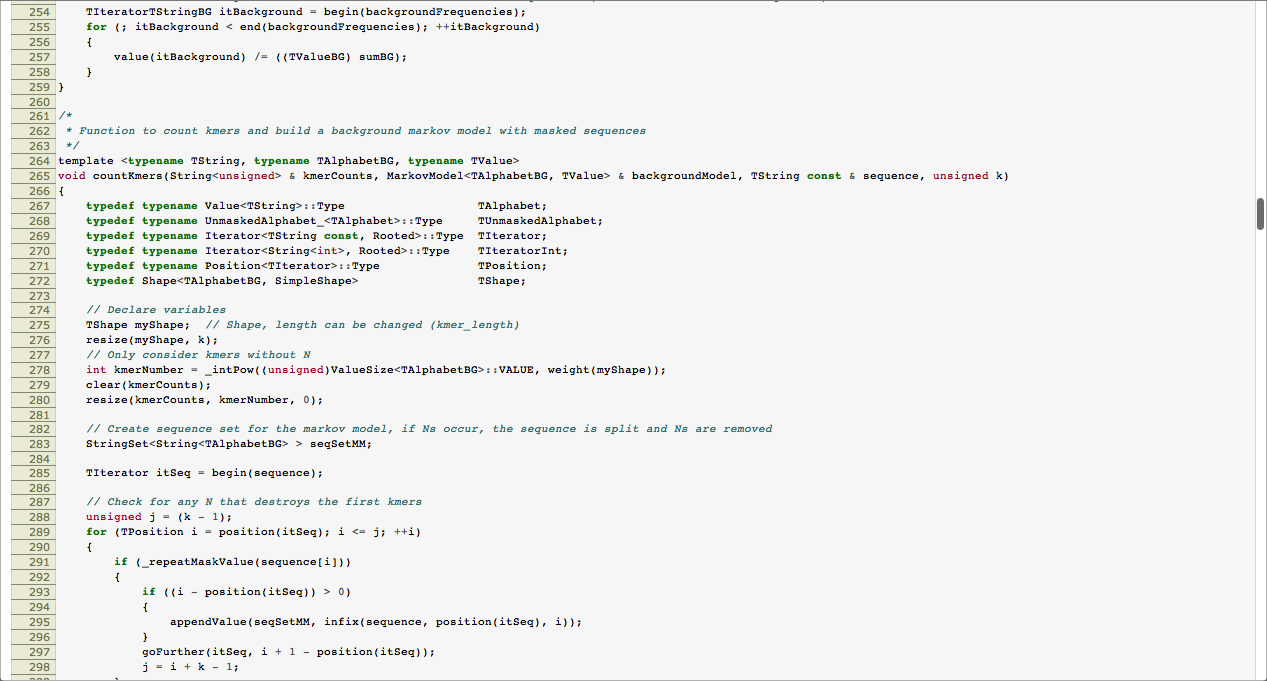 254 TIteratorTStringBG itBackground = begin(backgroundFrequencies);
255 for (; itBackground < end(backgroundFrequencies); ++itBackground)
256 {
257 value(itBackground) /= ((TValueBG) sumBG);
258 }
259 }
260
261 /*
262 * Function to count kmers and build a background markov model with masked sequences
263 */
264 template <typename TString, typename TAlphabetBG, typename TValue>
265 void countKmers(String<unsigned> & kmerCounts, MarkovModel<TAlphabetBG, TValue> & backgroundModel, TString const & sequence, unsigned k)
266 {
267 typedef typename Value<TString>::Type TAlphabet;
268 typedef typename UnmaskedAlphabet_<TAlphabet>::Type TUnmaskedAlphabet;
269 typedef typename Iterator<TString const, Rooted>::Type TIterator;
270 typedef typename Iterator<String<int>, Rooted>::Type TIteratorInt;
271 typedef typename Position<TIterator>::Type TPosition;
272 typedef Shape<TAlphabetBG, SimpleShape> TShape;
273
274 // Declare variables
275 TShape myShape; // Shape, length can be changed (kmer_length)
276 resize(myShape, k);
277 // Only consider kmers without N
278 int kmerNumber = _intPow((unsigned)ValueSize<TAlphabetBG>::VALUE, weight(myShape));
279 clear(kmerCounts);
280 resize(kmerCounts, kmerNumber, 0);
281
282 // Create sequence set for the markov model, if Ns occur, the sequence is split and Ns are removed
283 StringSet<String<TAlphabetBG> > seqSetMM;
284
285 TIterator itSeq = begin(sequence);
286
287 // Check for any N that destroys the first kmers
288 unsigned j = (k - 1);
289 for (TPosition i = position(itSeq); i <= j; ++i)
290 {
291 if (_repeatMaskValue(sequence[i]))
292 {
293 if ((i - position(itSeq)) > 0)
294 {
295 appendValue(seqSetMM, infix(sequence, position(itSeq), i));
296 }
297 goFurther(itSeq, i + 1 - position(itSeq));
298 j = i + k - 1;